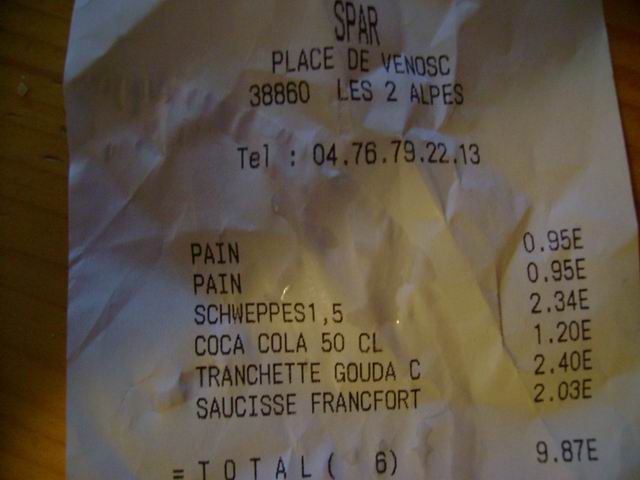 SPAR
PLACE DE VENOSC
38860 LES 2 ALPES
Tel : 04.76.79.22.13
PAIN 0.95E
PAIN 0.95E
SCHWEPPES1,5 2.34E
COCA COLA 50 CL 1.20E
TRANCHETTE GOUDA C 2.40E
SAUCISSE FRANCFORT 2.03E
= T O T A L ( 6) 9.87E